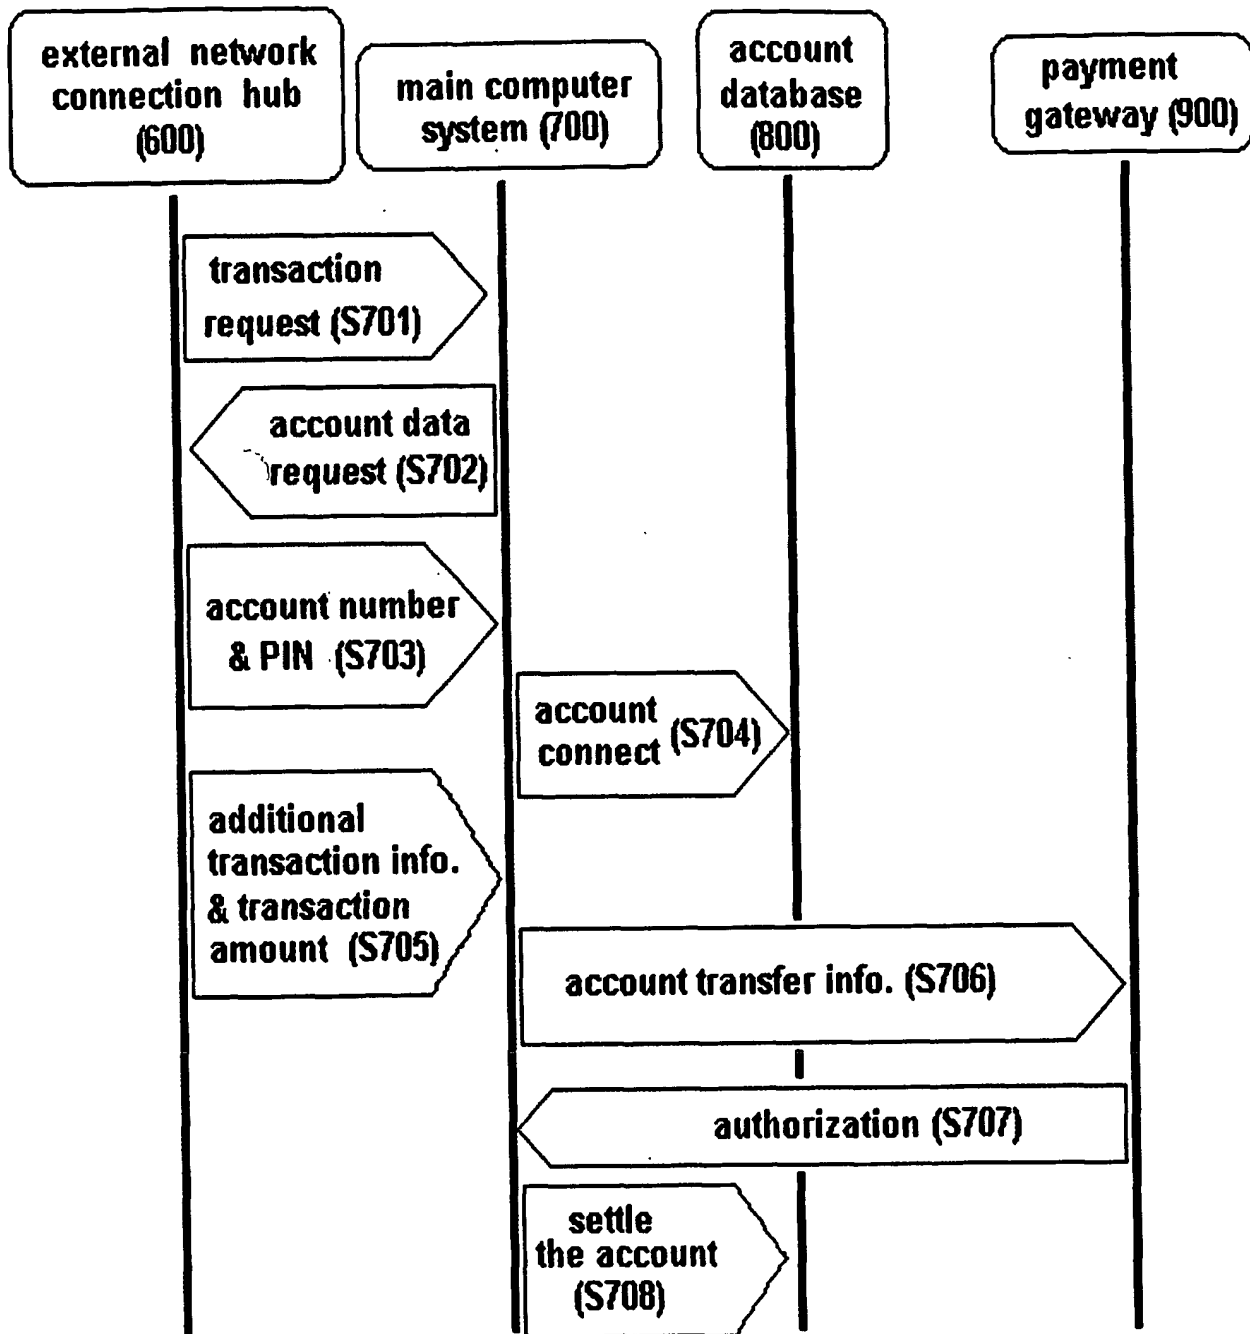 external network
connection hub
(600)
main computer
system (700)
account
database
(800)
payment
gateway (900)
transaction
request (S701)
account data
request (S702)
account number
& PIN (S703)
account
connect (S704)
additional
transaction info.
& transaction
amount (S705)
account transfer info. (S706)
authorization (S707)
settle
the account
(S708)